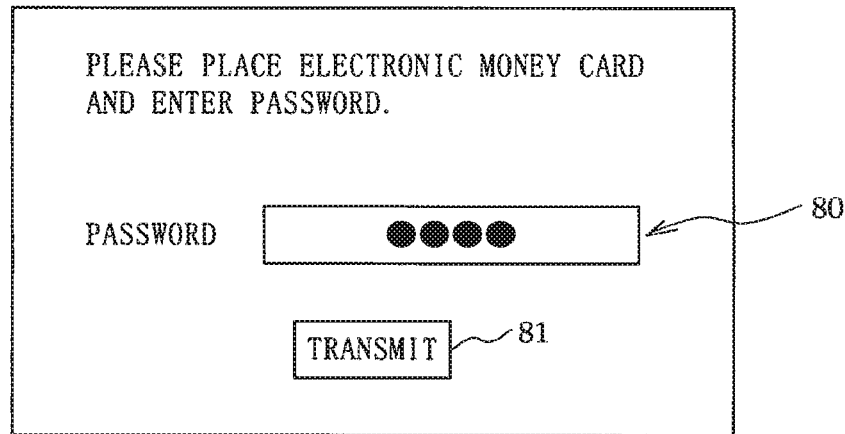 PLEASE PLACE ELECTRONIC MONEY CARD
AND ENTER PASSWORD.
PASSWORD ●●●● 80
TRANSMIT 81